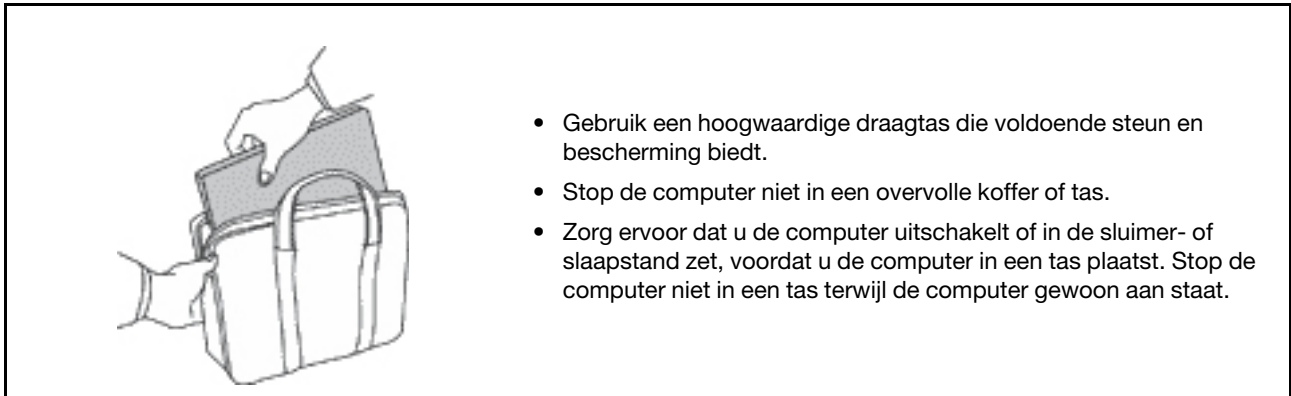 • Gebruik een hoogwaardige draagtas die voldoende steun en
bescherming biedt.
• Stop de computer niet in een overvolle koffer of tas.
• Zorg ervoor dat u de computer uitschakelt of in de sluimer- of
slaapstand zet, voordat u de computer in een tas plaatst. Stop de
computer niet in een tas terwijl de computer gewoon aan staat.